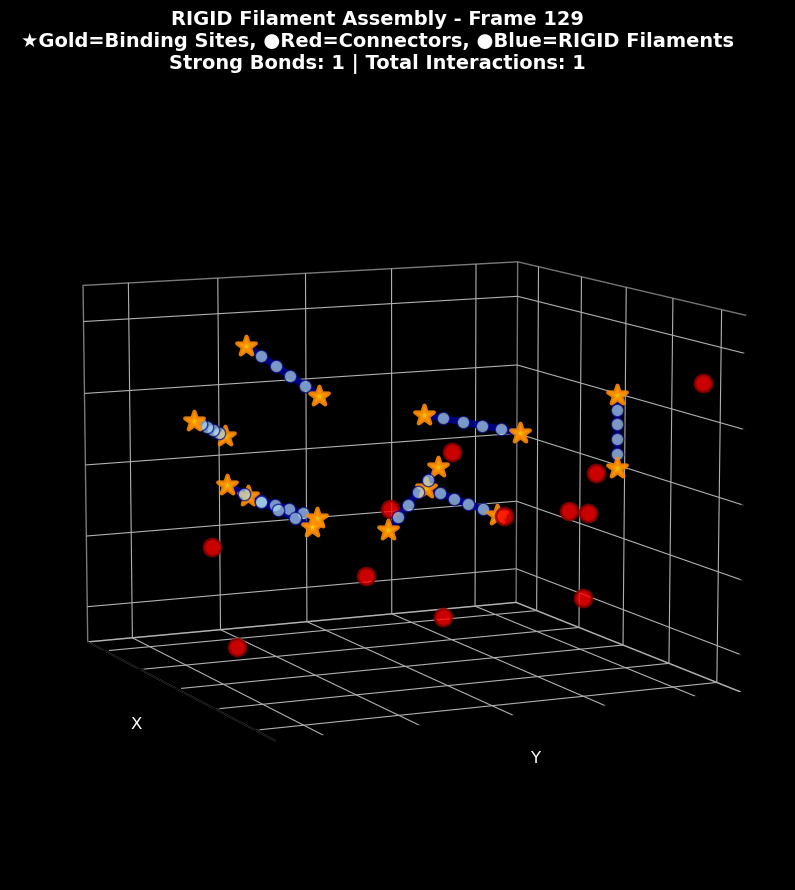 RIGID Filament Assembly - Frame 129
★Gold=Binding Sites, ●Red=Connectors, ●Blue=RIGID Filaments
Strong Bonds: 1 | Total Interactions: 1
X
Y